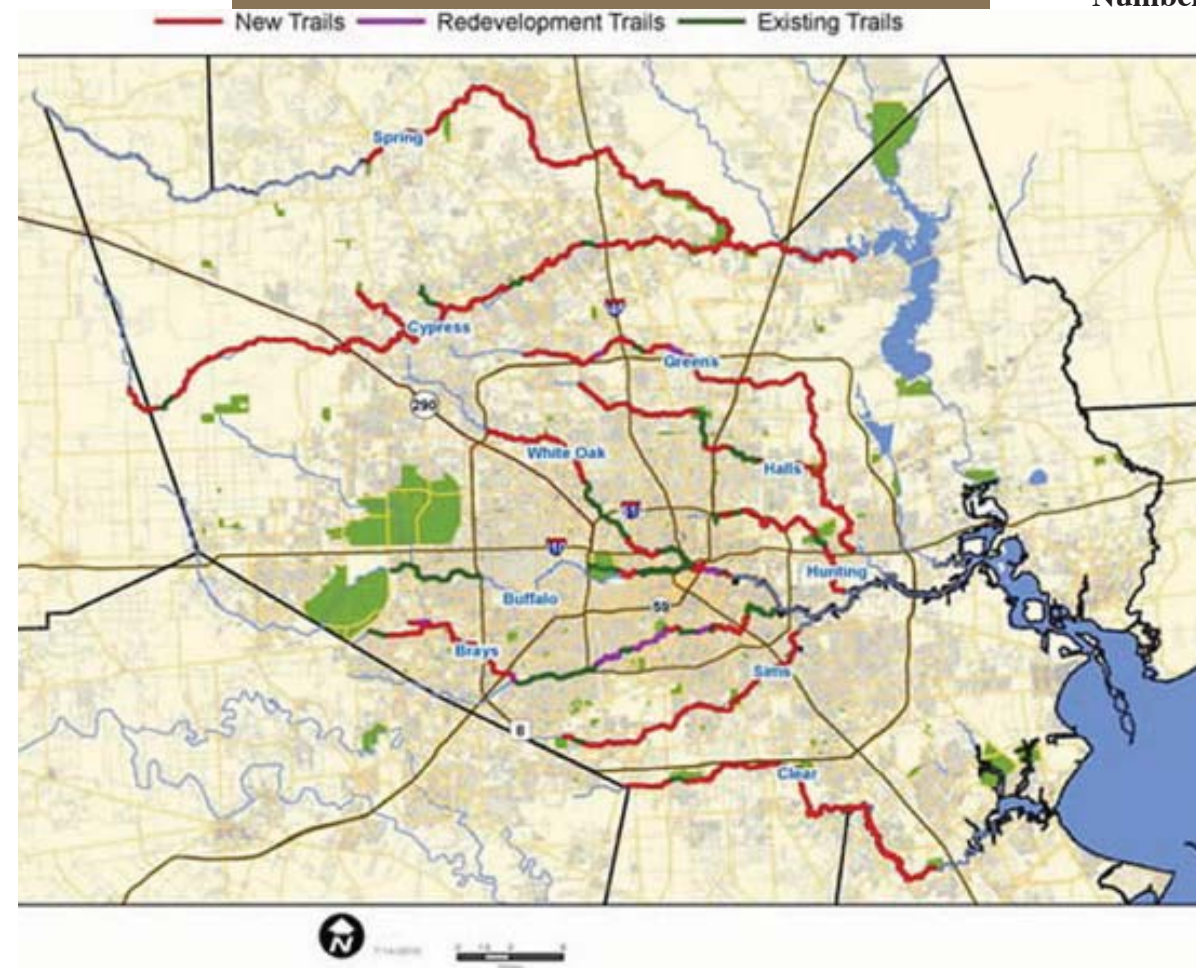 Number
New Trails Redevelopment Trails Existing Trails
Spring
Cypress
Greens
290
White Oak
Halls
Hunting
Buffalo
59
Brays
Sims
8
Clear
N